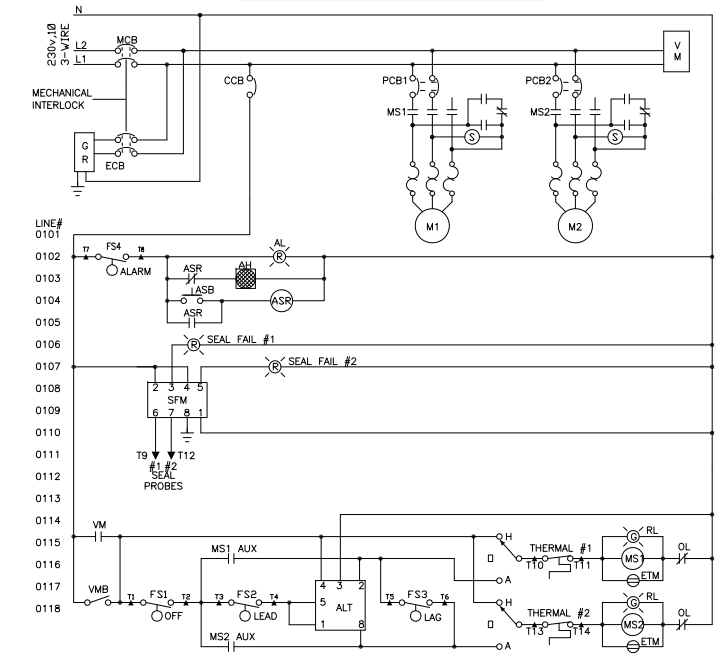 N
230v,1Ø
3-WIRE
L2
L1
MCB
V
M
CCB
PCB1
PCB2
MECHANICAL
INTERLOCK
MS1
MS2
S
S
G
R
ECB
M1
M2
LINE#
0101
0102
T7
FS4
T8
ALARM
AL
R
0103
ASR
AH
0104
ASB
ASR
0105
ASR
0106
R
SEAL FAIL #1
0107
R
SEAL FAIL #2
0108
2 3 4 5
SFM
0109
6 7 8 1
0110
0111
T9
T12
#1 #2
SEAL
PROBES
0112
0113
0114
0115
VM
H
THERMAL #1
G
RL
0116
MS1 AUX
T10
T11
MS1
OL
A
ETM
0117
VMB
4 3 2
0118
T1
FS1
T2
OFF
T3
FS2
T4
LEAD
5
ALT
1
8
T5
FS3
T6
LAG
MS2 AUX
H
THERMAL #2
T13
T14
A
G
RL
MS2
OL
ETM